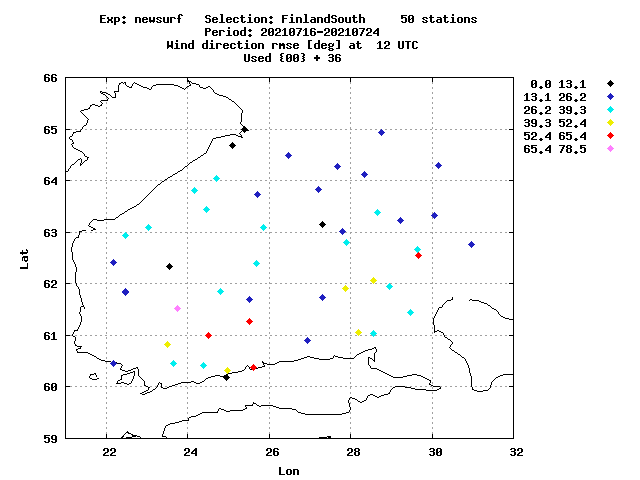 Exp: newsurf Selection: FinlandSouth 50 stations
Period: 20210716-20210724
Wind direction rmse [deg] at 12 UTC
Used {00} + 36
0.0 13.1
13.1 26.2
26.2 39.3
39.3 52.4
52.4 65.4
65.4 78.5
66
65
64
63
62
61
60
59
Lat
22 24 26 28 30 32
Lon